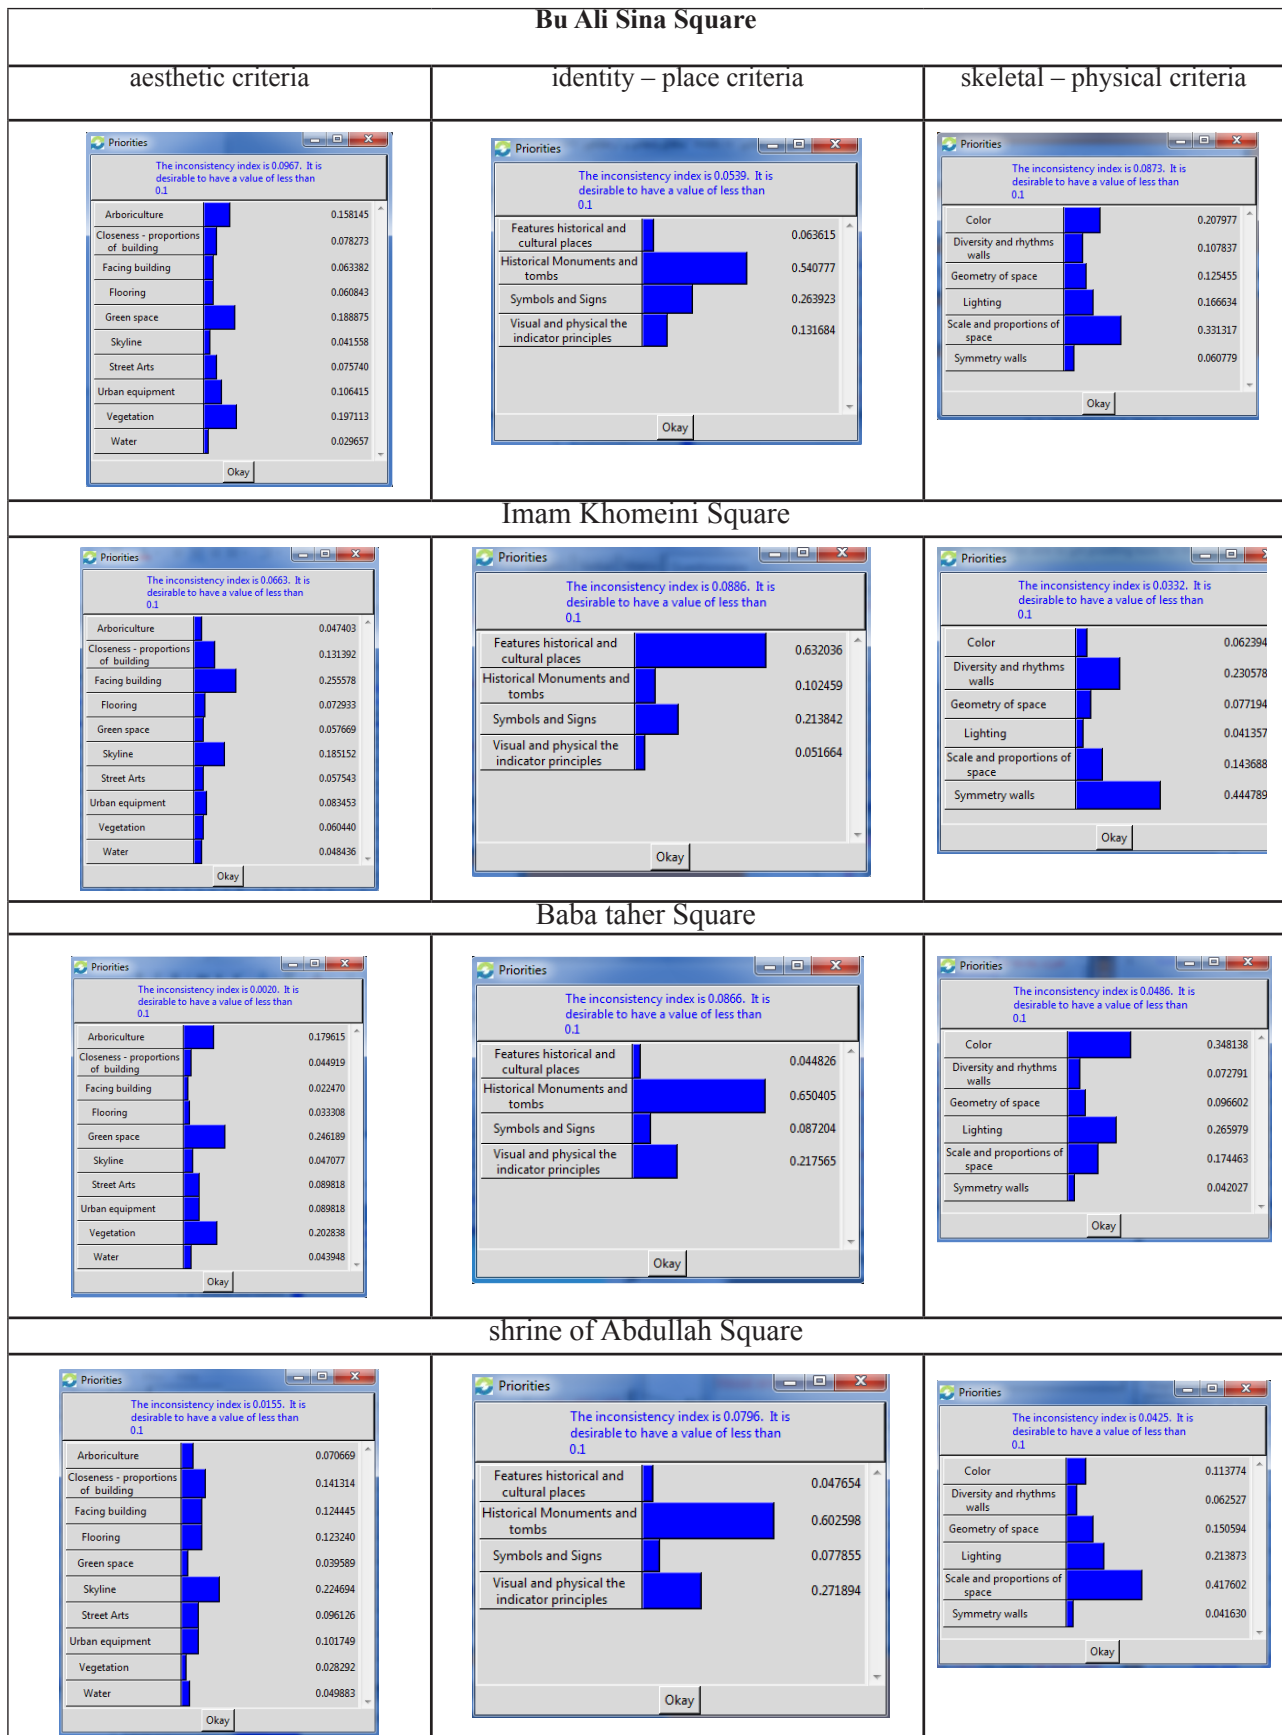 Bu Ali Sina Square
aesthetic criteria
identity – place criteria
skeletal – physical criteria
Priorities
The inconsistency index is 0.0967. It is
desirable to have a value of less than
0.1
Arboriculture 0.158145
Closeness - proportions
of building 0.078273
Facing building 0.063382
Flooring 0.060843
Green space 0.188875
Skyline 0.041558
Street Arts 0.075740
Urban equipment 0.106415
Vegetation 0.197113
Water 0.029657
Okay
Priorities
The inconsistency index is 0.0539. It is
desirable to have a value of less than
0.1
Features historical and
cultural places 0.063615
Historical Monuments and
tombs 0.540777
Symbols and Signs 0.263923
Visual and physical the
indicator principles 0.131684
Okay
Priorities
The inconsistency index is 0.0873. It is
desirable to have a value of less than
0.1
Color 0.207977
Diversity and rhythms
walls 0.107837
Geometry of space 0.125455
Lighting 0.166634
Scale and proportions of
space 0.331317
Symmetry walls 0.060779
Okay
Imam Khomeini Square
Priorities
The inconsistency index is 0.0663. It is
desirable to have a value of less than
0.1
Arboriculture 0.047403
Closeness - proportions
of building 0.131392
Facing building 0.255578
Flooring 0.072933
Green space 0.057669
Skyline 0.185152
Street Arts 0.057543
Urban equipment 0.083453
Vegetation 0.060440
Water 0.048436
Okay
Priorities
The inconsistency index is 0.0886. It is
desirable to have a value of less than
0.1
Features historical and
cultural places 0.632036
Historical Monuments and
tombs 0.102459
Symbols and Signs 0.213842
Visual and physical the
indicator principles 0.051664
Okay
Priorities
The inconsistency index is 0.0332. It is
desirable to have a value of less than
0.1
Color 0.062394
Diversity and rhythms
walls 0.230578
Geometry of space 0.077194
Lighting 0.041357
Scale and proportions of
space 0.143688
Symmetry walls 0.444789
Okay
Baba taher Square
Priorities
The inconsistency index is 0.0020. It is
desirable to have a value of less than
0.1
Arboriculture 0.179615
Closeness - proportions
of building 0.044919
Facing building 0.022470
Flooring 0.033308
Green space 0.246189
Skyline 0.047077
Street Arts 0.089818
Urban equipment 0.089818
Vegetation 0.202838
Water 0.043948
Okay
Priorities
The inconsistency index is 0.0866. It is
desirable to have a value of less than
0.1
Features historical and
cultural places 0.044826
Historical Monuments and
tombs 0.650405
Symbols and Signs 0.087204
Visual and physical the
indicator principles 0.217565
Okay
Priorities
The inconsistency index is 0.0486. It is
desirable to have a value of less than
0.1
Color 0.348138
Diversity and rhythms
walls 0.072791
Geometry of space 0.096602
Lighting 0.265979
Scale and proportions of
space 0.174463
Symmetry walls 0.042027
Okay
shrine of Abdullah Square
Priorities
The inconsistency index is 0.0155. It is
desirable to have a value of less than
0.1
Arboriculture 0.070669
Closeness - proportions
of building 0.141314
Facing building 0.124445
Flooring 0.123240
Green space 0.039589
Skyline 0.224694
Street Arts 0.096126
Urban equipment 0.101749
Vegetation 0.028292
Water 0.049883
Okay
Priorities
The inconsistency index is 0.0796. It is
desirable to have a value of less than
0.1
Features historical and
cultural places 0.047654
Historical Monuments and
tombs 0.602598
Symbols and Signs 0.077855
Visual and physical the
indicator principles 0.271894
Okay
Priorities
The inconsistency index is 0.0425. It is
desirable to have a value of less than
0.1
Color 0.113774
Diversity and rhythms
walls 0.062527
Geometry of space 0.150594
Lighting 0.213873
Scale and proportions of
space 0.417602
Symmetry walls 0.041630
Okay